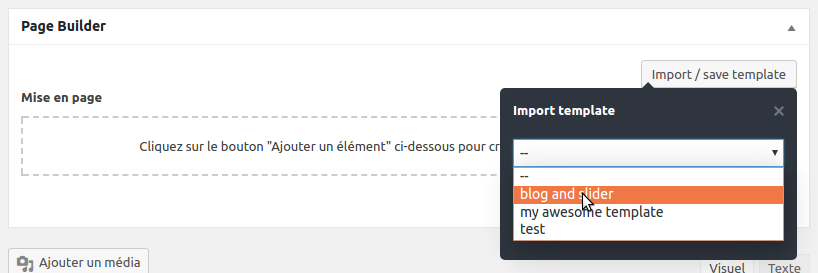 Page Builder
Import / save template
Mise en page
Import template
Cliquez sur le bouton "Ajouter un élément" ci-dessous pour
--
--
blog and slider
my awesome template
test
Ajouter un média
Visuel
Texte